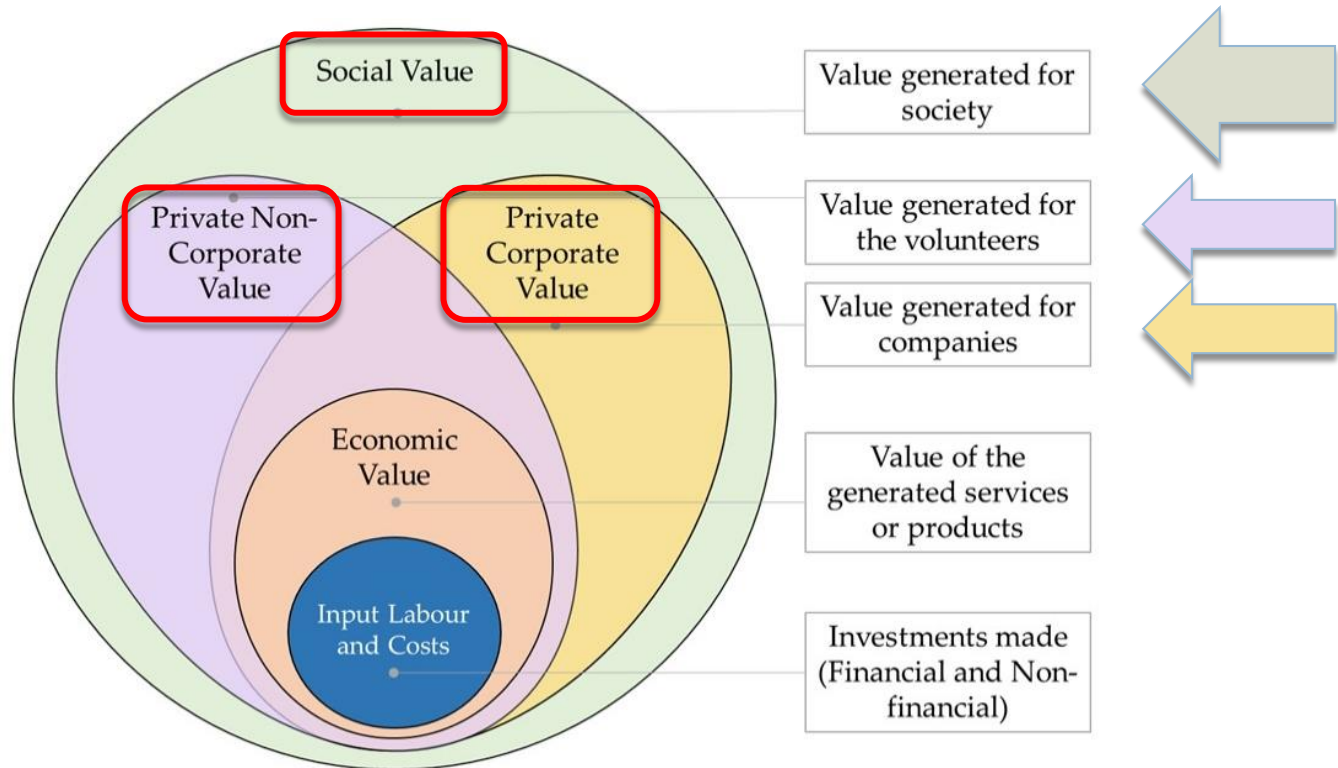 Social Value
Private Non-
Corporate
Value
Private
Corporate
Value
Economic
Value
Input Labour
and Costs
Value generated for
society
Value generated for
the volunteers
Value generated for
companies
Value of the
generated services
or products
Investments made
(Financial and Non-
financial)